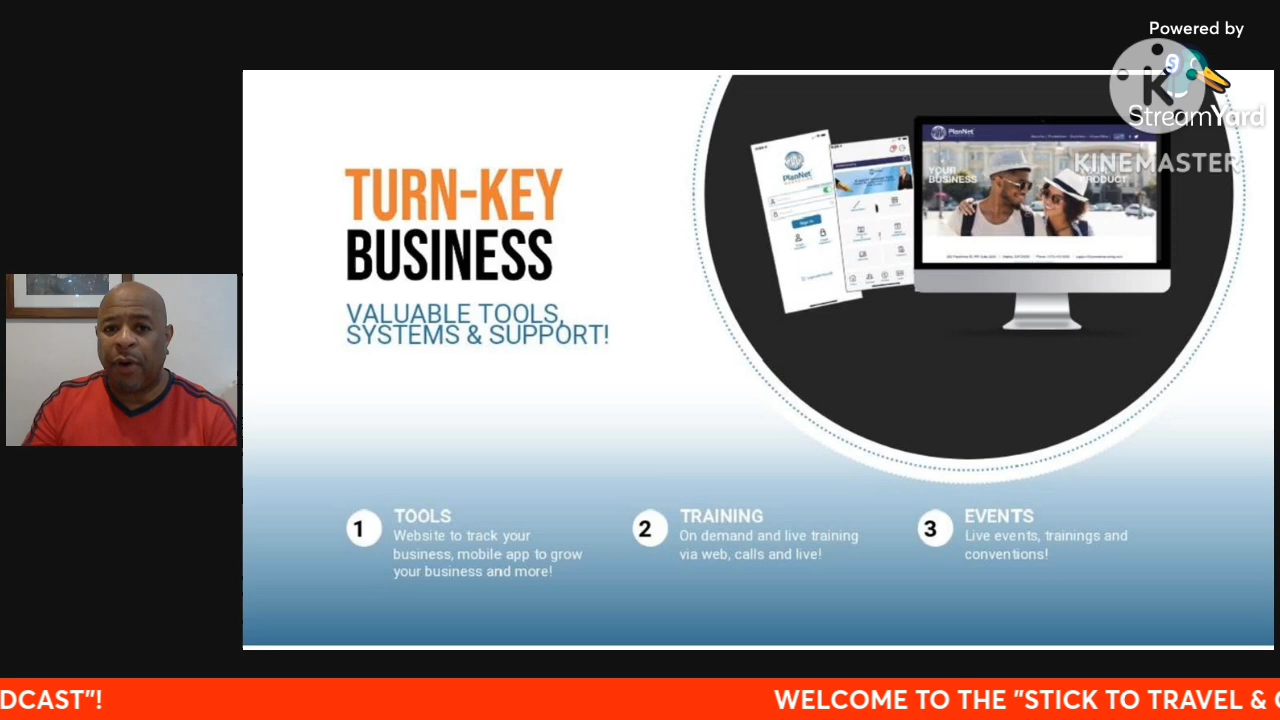 Powered by
StreamYard
K
KINEMASTER
TURN-KEY
BUSINESS
VALUABLE TOOLS,
SYSTEMS & SUPPORT!
PlanNet
PlanNet
YOUR
BUSINESS
PRODUCT
1
TOOLS
Website to track your
business, mobile app to grow
your business and more!
2
TRAINING
On demand and live training
via web, calls and live!
3
EVENTS
Live events, trainings and
conventions!
DCAST"!
WELCOME TO THE "STICK TO TRAVEL &